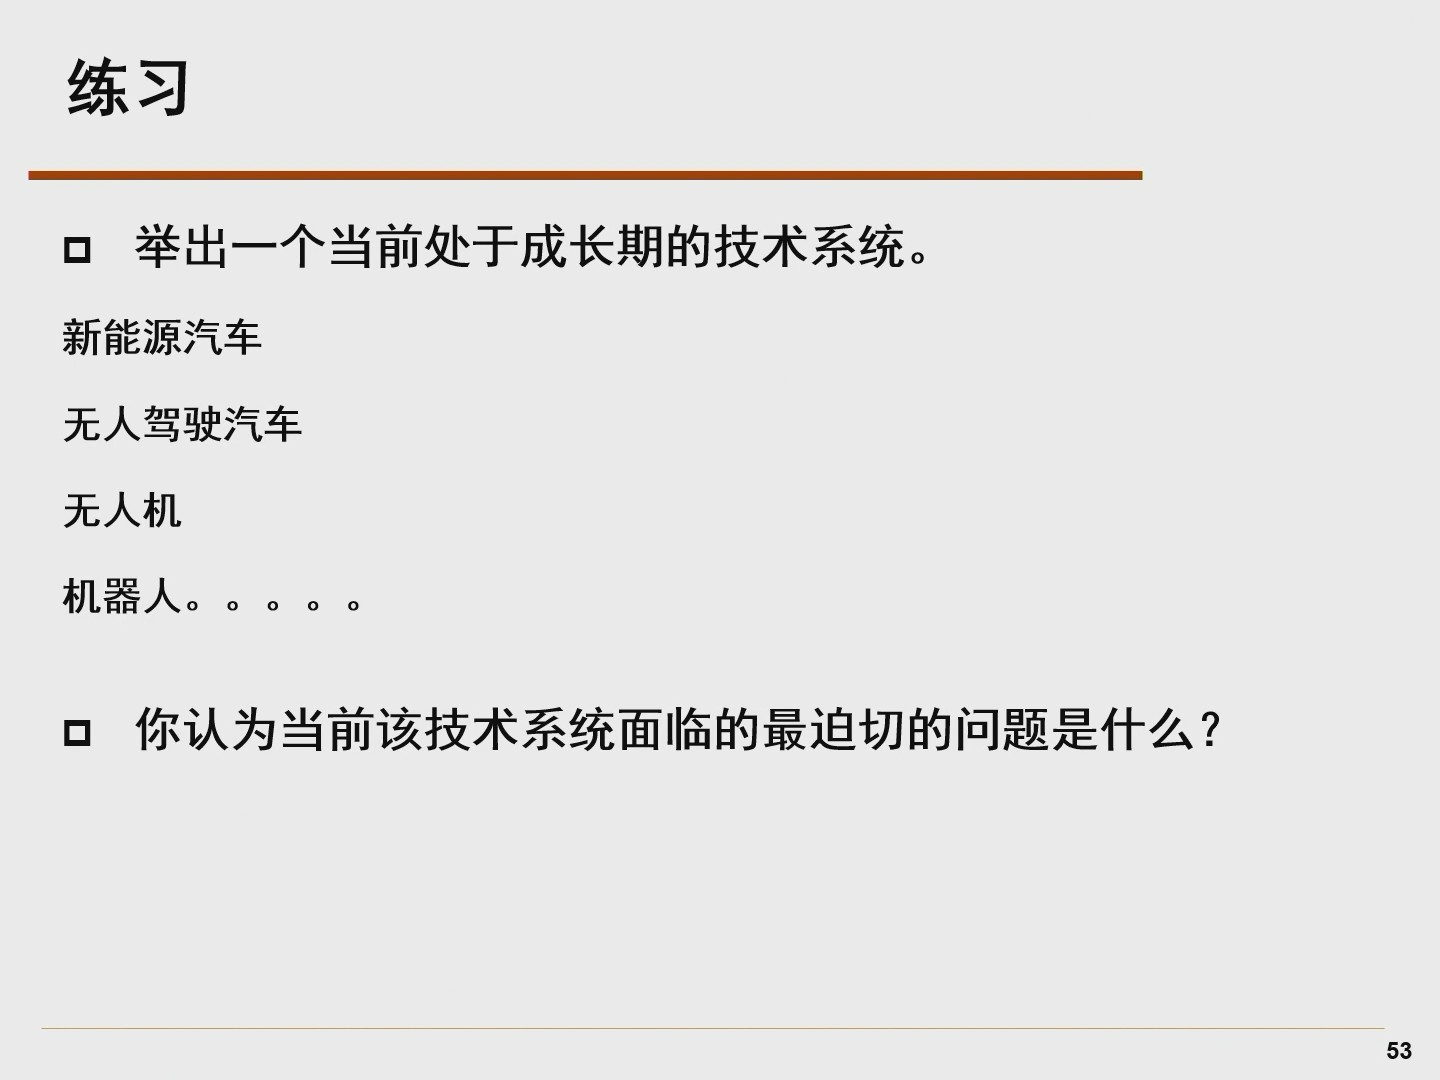 练习
举出一个当前处于成长期的技术系统。
新能源汽车
无人驾驶汽车
无人机
机器人。。。。。
你认为当前该技术系统面临的最迫切的问题是什么？
53